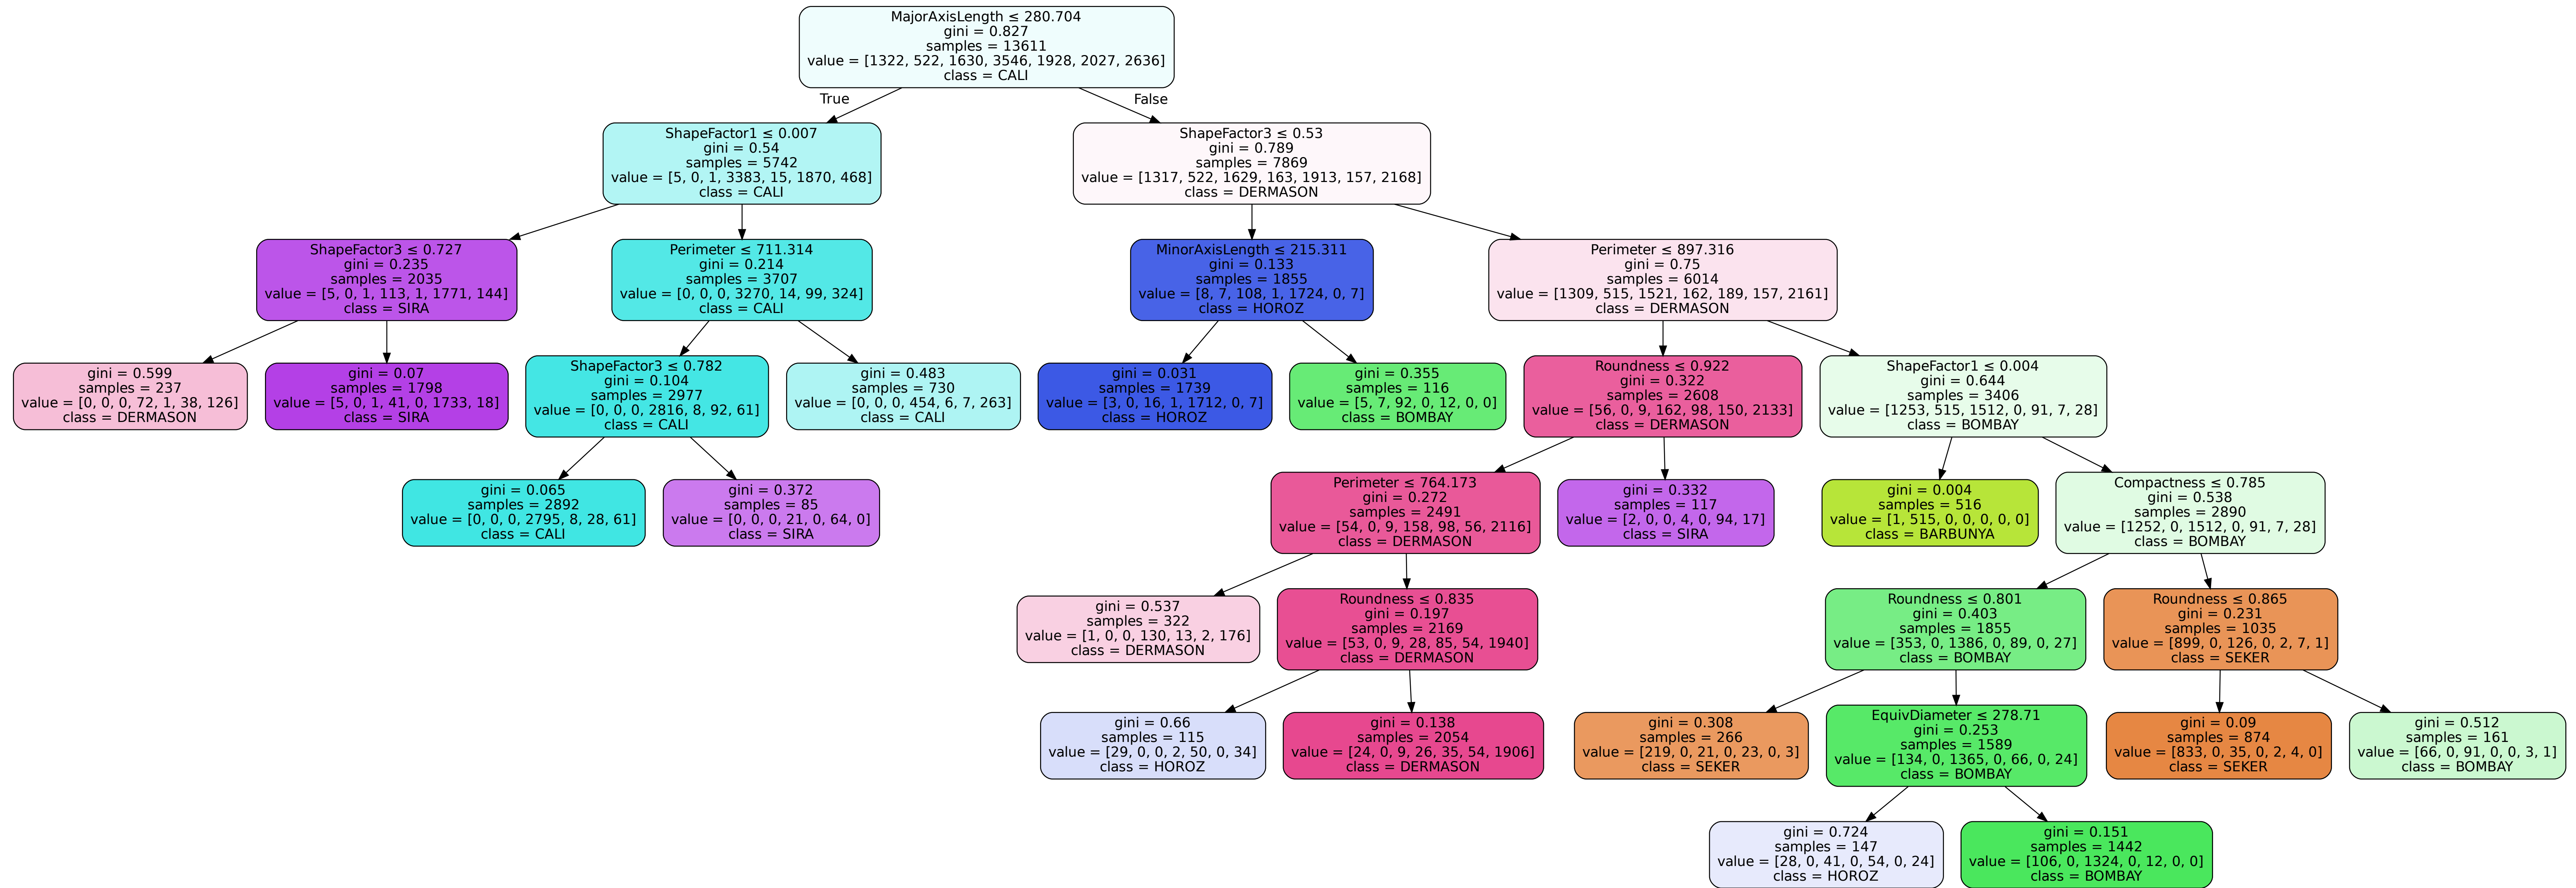 MajorAxisLength ≤ 280.704
gini = 0.827
samples = 13611
value = [1322, 522, 1630, 3546, 1928, 2027, 2636]
class = CALI
True
False
ShapeFactor1 ≤ 0.007
gini = 0.54
samples = 5742
value = [5, 0, 1, 3383, 15, 1870, 468]
class = CALI
ShapeFactor3 ≤ 0.53
gini = 0.789
samples = 7869
value = [1317, 522, 1629, 163, 1913, 157, 2168]
class = DERMASON
ShapeFactor3 ≤ 0.727
gini = 0.235
samples = 2035
value = [5, 0, 1, 113, 1, 1771, 144]
class = SIRA
Perimeter ≤ 711.314
gini = 0.214
samples = 3707
value = [0, 0, 0, 3270, 14, 99, 324]
class = CALI
MinorAxisLength ≤ 215.311
gini = 0.133
samples = 1855
value = [8, 7, 108, 1, 1724, 0, 7]
class = HOROZ
Perimeter ≤ 897.316
gini = 0.75
samples = 6014
value = [1309, 515, 1521, 162, 189, 157, 2161]
class = DERMASON
gini = 0.599
samples = 237
value = [0, 0, 0, 72, 1, 38, 126]
class = DERMASON
gini = 0.07
samples = 1798
value = [5, 0, 1, 41, 0, 1733, 18]
class = SIRA
ShapeFactor3 ≤ 0.782
gini = 0.104
samples = 2977
value = [0, 0, 0, 2816, 8, 92, 61]
class = CALI
gini = 0.483
samples = 730
value = [0, 0, 0, 454, 6, 7, 263]
class = CALI
gini = 0.031
samples = 1739
value = [3, 0, 16, 1, 1712, 0, 7]
class = HOROZ
gini = 0.355
samples = 116
value = [5, 7, 92, 0, 12, 0, 0]
class = BOMBAY
Roundness ≤ 0.922
gini = 0.322
samples = 2608
value = [56, 0, 9, 162, 98, 150, 2133]
class = DERMASON
ShapeFactor1 ≤ 0.004
gini = 0.644
samples = 3406
value = [1253, 515, 1512, 0, 91, 7, 28]
class = BOMBAY
gini = 0.065
samples = 2892
value = [0, 0, 0, 2795, 8, 28, 61]
class = CALI
gini = 0.372
samples = 85
value = [0, 0, 0, 21, 0, 64, 0]
class = SIRA
Perimeter ≤ 764.173
gini = 0.272
samples = 2491
value = [54, 0, 9, 158, 98, 56, 2116]
class = DERMASON
gini = 0.332
samples = 117
value = [2, 0, 0, 4, 0, 94, 17]
class = SIRA
gini = 0.004
samples = 516
value = [1, 515, 0, 0, 0, 0, 0]
class = BARBUNYA
Compactness ≤ 0.785
gini = 0.538
samples = 2890
value = [1252, 0, 1512, 0, 91, 7, 28]
class = BOMBAY
gini = 0.537
samples = 322
value = [1, 0, 0, 130, 13, 2, 176]
class = DERMASON
Roundness ≤ 0.835
gini = 0.197
samples = 2169
value = [53, 0, 9, 28, 85, 54, 1940]
class = DERMASON
Roundness ≤ 0.801
gini = 0.403
samples = 1855
value = [353, 0, 1386, 0, 89, 0, 27]
class = BOMBAY
Roundness ≤ 0.865
gini = 0.231
samples = 1035
value = [899, 0, 126, 0, 2, 7, 1]
class = SEKER
gini = 0.66
samples = 115
value = [29, 0, 0, 2, 50, 0, 34]
class = HOROZ
gini = 0.138
samples = 2054
value = [24, 0, 9, 26, 35, 54, 1906]
class = DERMASON
gini = 0.308
samples = 266
value = [219, 0, 21, 0, 23, 0, 3]
class = SEKER
EquivDiameter ≤ 278.71
gini = 0.253
samples = 1589
value = [134, 0, 1365, 0, 66, 0, 24]
class = BOMBAY
gini = 0.09
samples = 874
value = [833, 0, 35, 0, 2, 4, 0]
class = SEKER
gini = 0.512
samples = 161
value = [66, 0, 91, 0, 0, 3, 1]
class = BOMBAY
gini = 0.724
samples = 147
value = [28, 0, 41, 0, 54, 0, 24]
class = HOROZ
gini = 0.151
samples = 1442
value = [106, 0, 1324, 0, 12, 0, 0]
class = BOMBAY